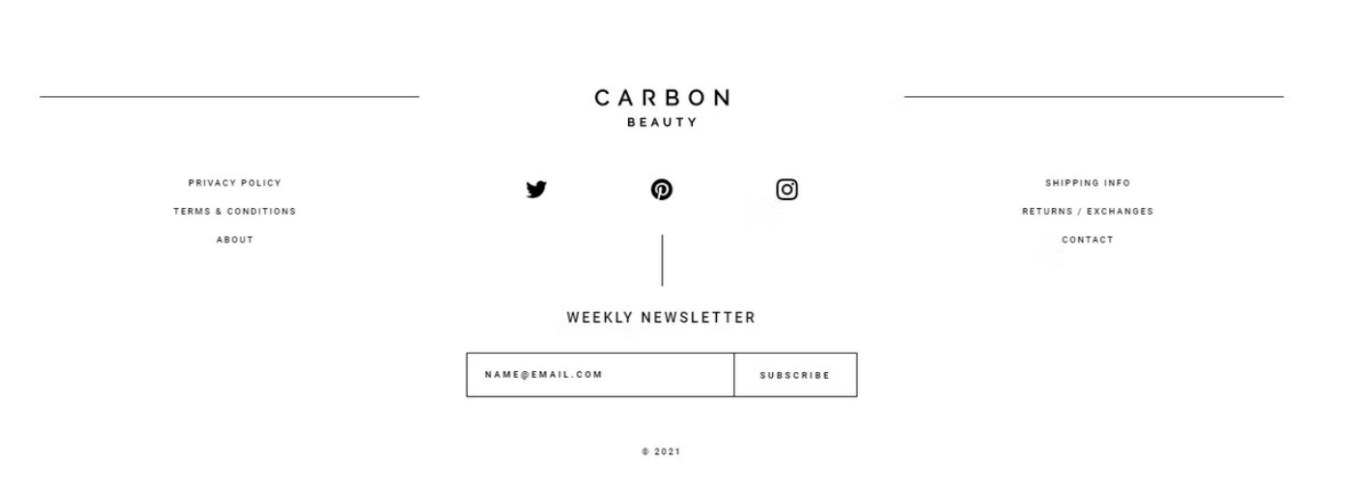 CARBON
BEAUTY
PRIVACY POLICY
TERMS & CONDITIONS
ABOUT
SHIPPING INFO
RETURNS / EXCHANGES
CONTACT
WEEKLY NEWSLETTER
NAME@EMAIL.COM
SUBSCRIBE
© 2021